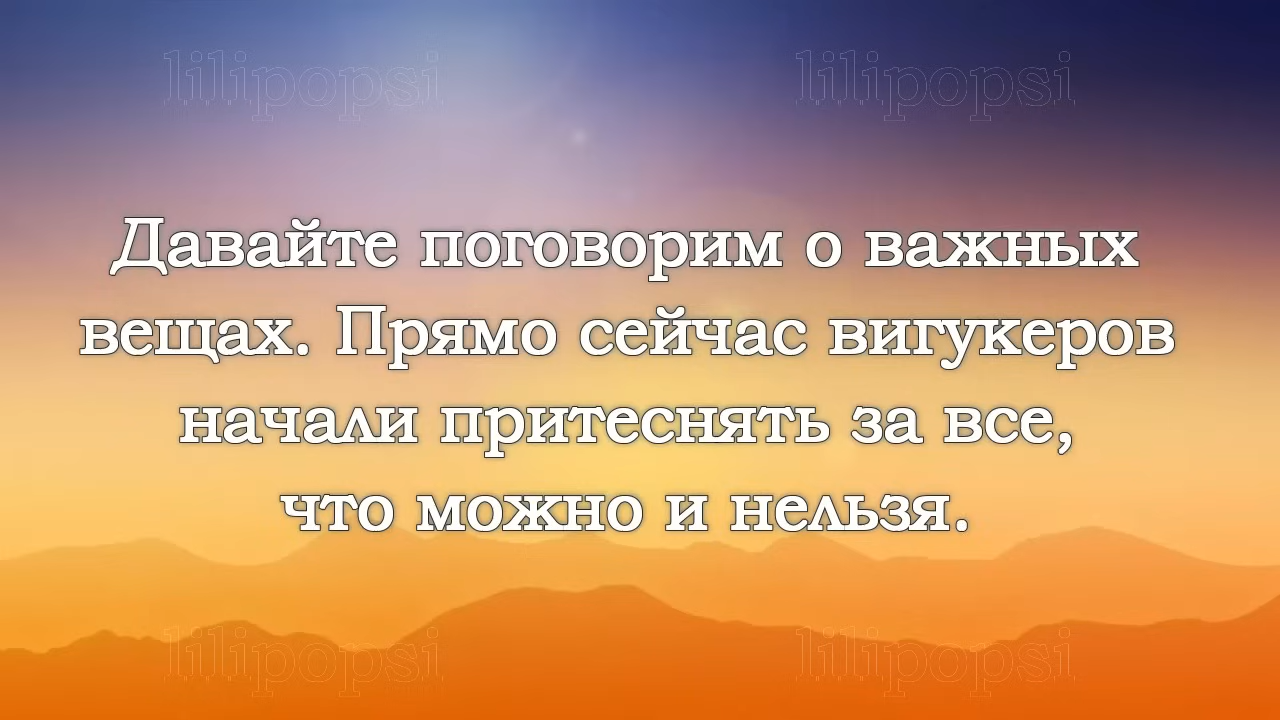 lilipopsi lilipopsi
Давайте поговорим о важных
вещах. Прямо сейчас вигукеров
начали притеснять за все,
что можно и нельзя.
lilipopsi lilipopsi